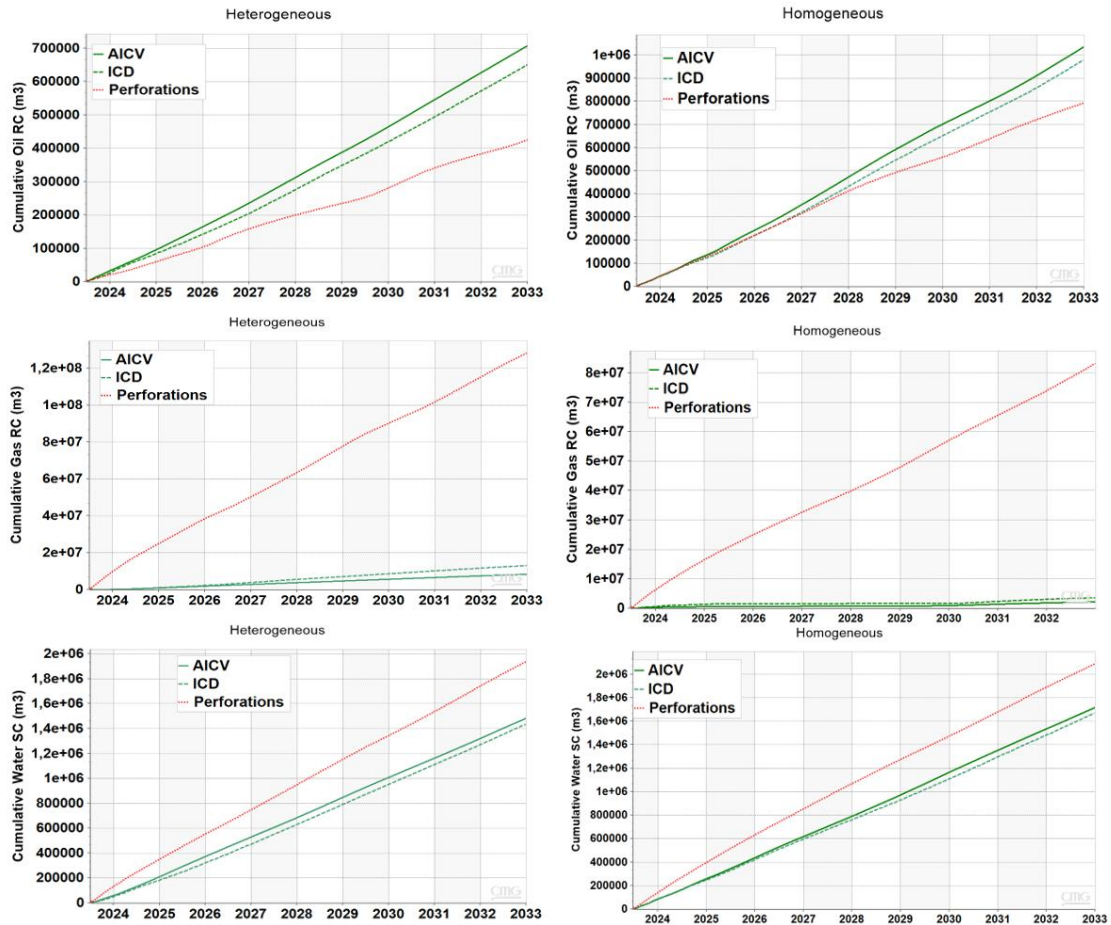 Heterogeneous
Cumulative Oil RC (m3)
700000
600000
500000
400000
300000
200000
100000
0
AICV
ICD
Perforations
2024 2025 2026 2027 2028 2029 2030 2031 2032 2033
CMG
Homogeneous
Cumulative Oil RC (m3)
1e+06
900000
800000
700000
600000
500000
400000
300000
200000
100000
0
AICV
ICD
Perforations
2024 2025 2026 2027 2028 2029 2030 2031 2032 2033
CMG
Heterogeneous
Cumulative Gas RC (m3)
1,2e+08
1e+08
8e+07
6e+07
4e+07
2e+07
0
AICV
ICD
Perforations
2024 2025 2026 2027 2028 2029 2030 2031 2032 2033
CMG
Homogeneous
Cumulative Gas RC (m3)
8e+07
7e+07
6e+07
5e+07
4e+07
3e+07
2e+07
1e+07
0
AICV
ICD
Perforations
2024 2025 2026 2027 2028 2029 2030 2031 2032
CMG
Heterogeneous
Cumulative Water SC (m3)
2e+06
1,8e+06
1,6e+06
1,4e+06
1,2e+06
1e+06
800000
600000
400000
200000
0
AICV
ICD
Perforations
2024 2025 2026 2027 2028 2029 2030 2031 2032 2033
CMG
Homogeneous
Cumulative Water SC (m3)
2e+06
1,8e+06
1,6e+06
1,4e+06
1,2e+06
1e+06
800000
600000
400000
200000
0
AICV
ICD
Perforations
2024 2025 2026 2027 2028 2029 2030 2031 2032 2033
CMG